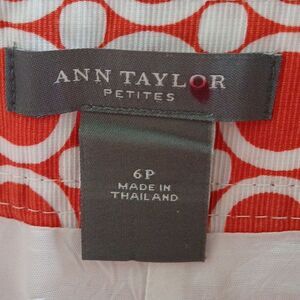 ANN TAYLOR
PETITES
6P
MADE IN
THAILAND